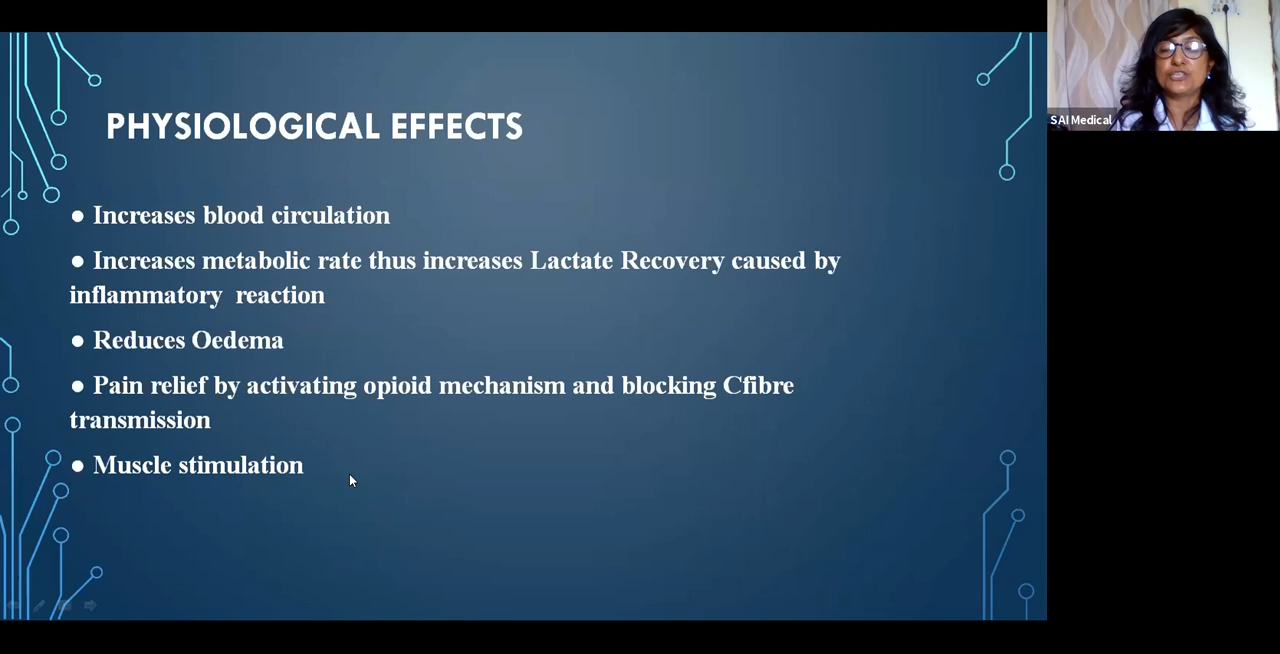 PHYSIOLOGICAL EFFECTS
● Increases blood circulation
● Increases metabolic rate thus increases Lactate Recovery caused by
inflammatory reaction
● Reduces Oedema
● Pain relief by activating opioid mechanism and blocking Cfibre
transmission
● Muscle stimulation
SAI Medical